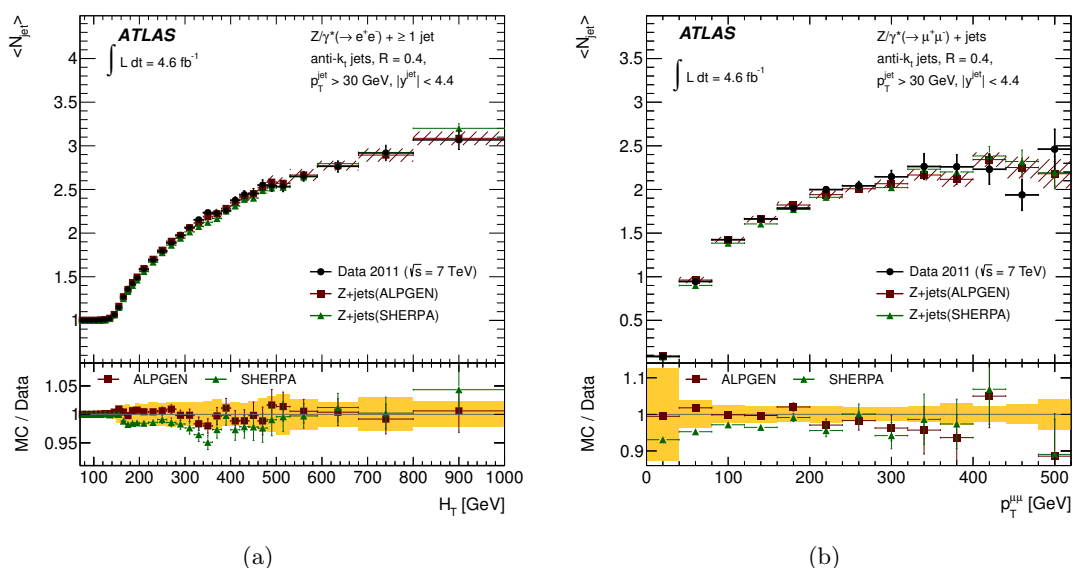 <N_jet>
ATLAS
∫ L dt = 4.6 fb⁻¹
Z/γ*(→ e⁺e⁻) + ≥ 1 jet
anti-k_t jets, R = 0.4,
p_T^jet > 30 GeV, |y^jet| < 4.4
4
3.5
3
2.5
2
1.5
1
Data 2011 (√s = 7 TeV)
Z+jets(ALPGEN)
Z+jets(SHERPA)
MC / Data
ALPGEN SHERPA
1.05
1
0.95
100 200 300 400 500 600 700 800 900 1000
H_T [GeV]
(a)
<N_jet>
ATLAS
∫ L dt = 4.6 fb⁻¹
Z/γ*(→ μ⁺μ⁻) + jets
anti-k_t jets, R = 0.4,
p_T^jet > 30 GeV, |y^jet| < 4.4
4
3.5
3
2.5
2
1.5
1
0.5
Data 2011 (√s = 7 TeV)
Z+jets(ALPGEN)
Z+jets(SHERPA)
MC / Data
ALPGEN SHERPA
1.1
1
0.9
0 100 200 300 400 500
p_T^μμ [GeV]
(b)